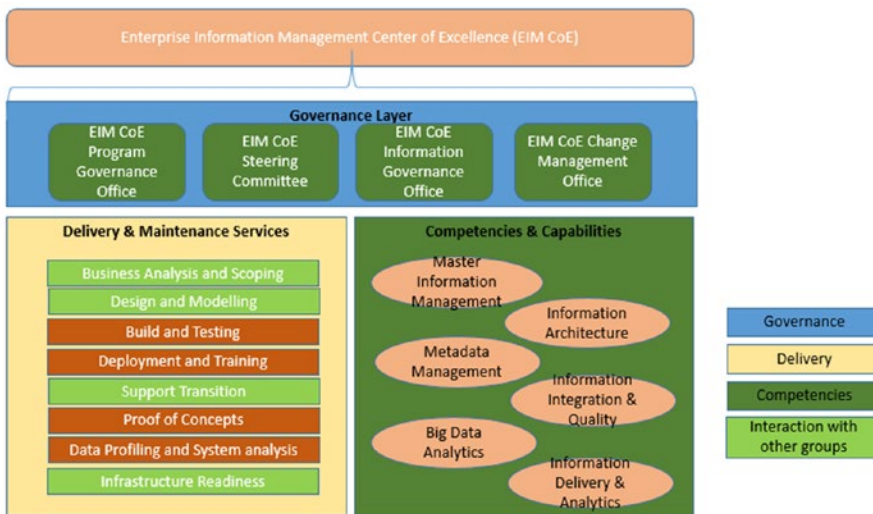 Enterprise Information Management Center of Excellence (EIM CoE)
Governance Layer
EIM CoE
Program
Governance
Office
EIM CoE
Steering
Committee
EIM CoE
Information
Governance
Office
EIM CoE Change
Management
Office
Delivery & Maintenance Services
Business Analysis and Scoping
Design and Modelling
Build and Testing
Deployment and Training
Support Transition
Proof of Concepts
Data Profiling and System analysis
Infrastructure Readiness
Competencies & Capabilities
Master
Information
Management
Information
Architecture
Metadata
Management
Information
Integration &
Quality
Big Data
Analytics
Information
Delivery &
Analytics
Governance
Delivery
Competencies
Interaction with
other groups